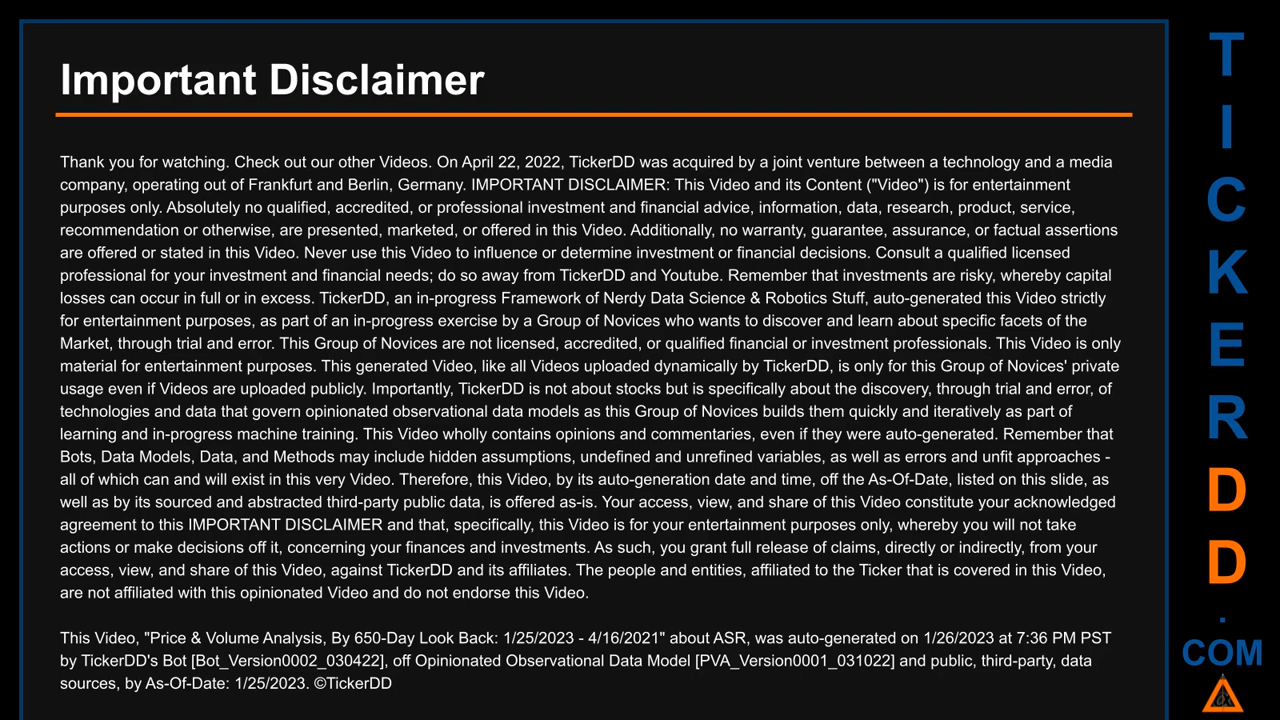 Important Disclaimer
Thank you for watching. Check out our other Videos. On April 22, 2022, TickerDD was acquired by a joint venture between a technology and a media
company, operating out of Frankfurt and Berlin, Germany. IMPORTANT DISCLAIMER: This Video and its Content ("Video") is for entertainment
purposes only. Absolutely no qualified, accredited, or professional investment and financial advice, information, data, research, product, service,
recommendation or otherwise, are presented, marketed, or offered in this Video. Additionally, no warranty, guarantee, assurance, or factual assertions
are offered or stated in this Video. Never use this Video to influence or determine investment or financial decisions. Consult a qualified licensed
professional for your investment and financial needs; do so away from TickerDD and Youtube. Remember that investments are risky, whereby capital
losses can occur in full or in excess. TickerDD, an in-progress Framework of Nerdy Data Science & Robotics Stuff, auto-generated this Video strictly
for entertainment purposes, as part of an in-progress exercise by a Group of Novices who wants to discover and learn about specific facets of the
Market, through trial and error. This Group of Novices are not licensed, accredited, or qualified financial or investment professionals. This Video is only
material for entertainment purposes. This generated Video, like all Videos uploaded dynamically by TickerDD, is only for this Group of Novices' private
usage even if Videos are uploaded publicly. Importantly, TickerDD is not about stocks but is specifically about the discovery, through trial and error, of
technologies and data that govern opinionated observational data models as this Group of Novices builds them quickly and iteratively as part of
learning and in-progress machine training. This Video wholly contains opinions and commentaries, even if they were auto-generated. Remember that
Bots, Data Models, Data, and Methods may include hidden assumptions, undefined and unrefined variables, as well as errors and unfit approaches -
all of which can and will exist in this very Video. Therefore, this Video, by its auto-generation date and time, off the As-Of-Date, listed on this slide, as
well as by its sourced and abstracted third-party public data, is offered as-is. Your access, view, and share of this Video constitute your acknowledged
agreement to this IMPORTANT DISCLAIMER and that, specifically, this Video is for your entertainment purposes only, whereby you will not take
actions or make decisions off it, concerning your finances and investments. As such, you grant full release of claims, directly or indirectly, from your
access, view, and share of this Video, against TickerDD and its affiliates. The people and entities, affiliated to the Ticker that is covered in this Video,
are not affiliated with this opinionated Video and do not endorse this Video.
This Video, "Price & Volume Analysis, By 650-Day Look Back: 1/25/2023 - 4/16/2021" about ASR, was auto-generated on 1/26/2023 at 7:36 PM PST
by TickerDD's Bot [Bot_Version0002_030422], off Opinionated Observational Data Model [PVA_Version0001_031022] and public, third-party, data
sources, by As-Of-Date: 1/25/2023. ©TickerDD
T
I
C
K
E
R
D
D
.
COM